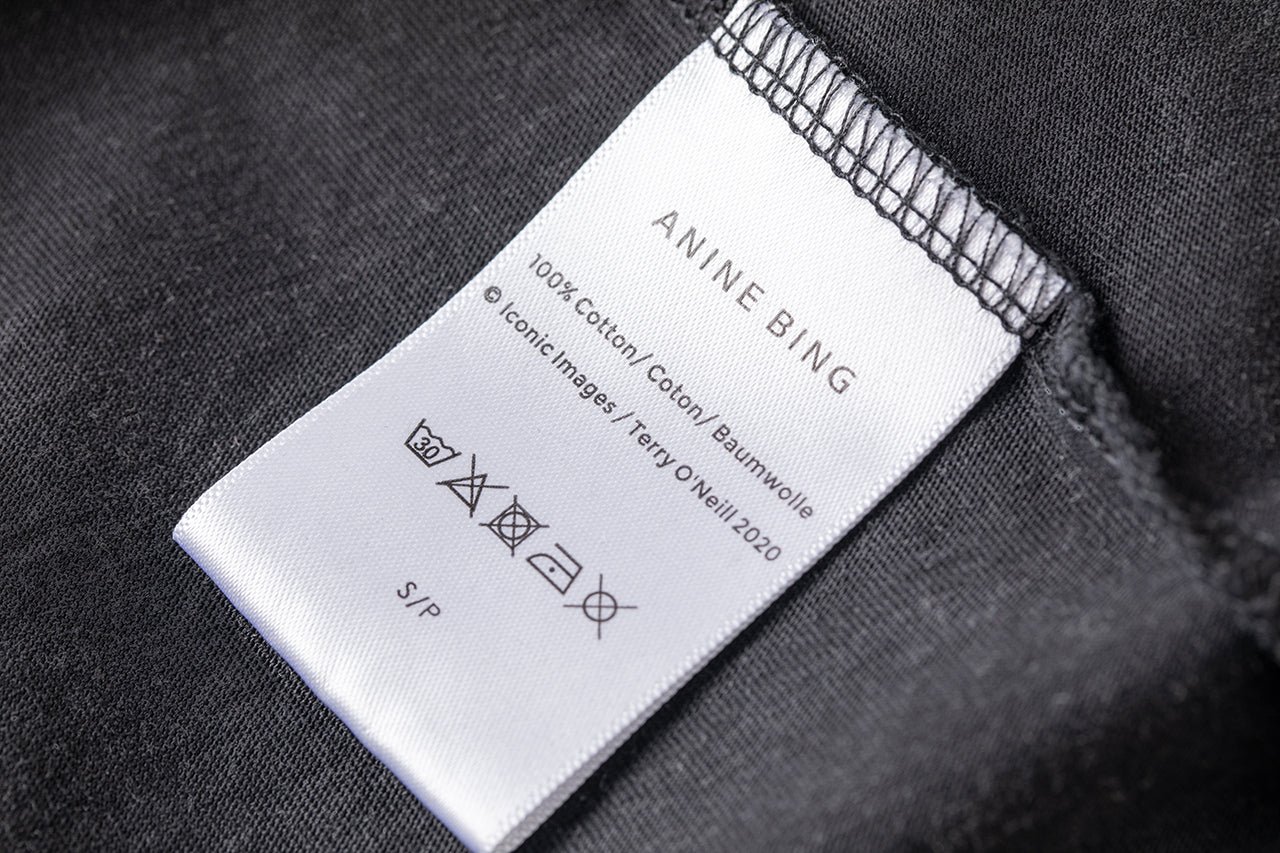 ANINE BING
100% Cotton/ Coton/ Baumwolle
© Iconic Images / Terry O'Neill 2020
30
S/P